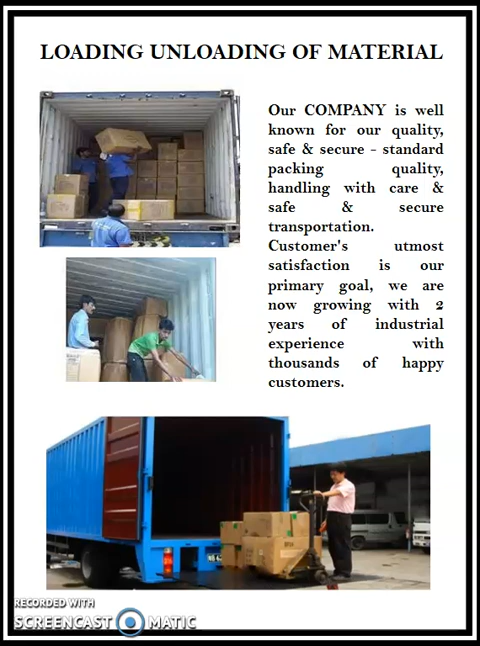 LOADING UNLOADING OF MATERIAL
Our COMPANY is well
known for our quality,
safe & secure - standard
packing quality,
handling with care &
safe & secure
transportation.
Customer's utmost
satisfaction is our
primary goal, we are
now growing with 2
years of industrial
experience with
thousands of happy
customers.
RECORDED WITH
SCREENCAST MATIC